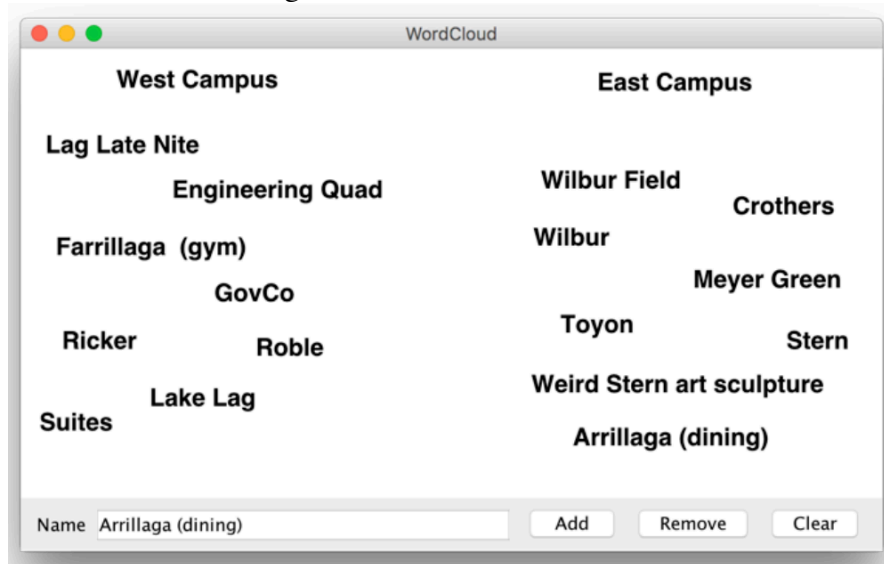 WordCloud
West Campus
East Campus
Lag Late Nite
Wilbur Field
Engineering Quad
Crothers
Wilbur
Farrillaga (gym)
Meyer Green
GovCo
Toyon
Ricker
Stern
Roble
Weird Stern art sculpture
Lake Lag
Suites
Arrillaga (dining)
Name Arrillaga (dining) Add Remove Clear